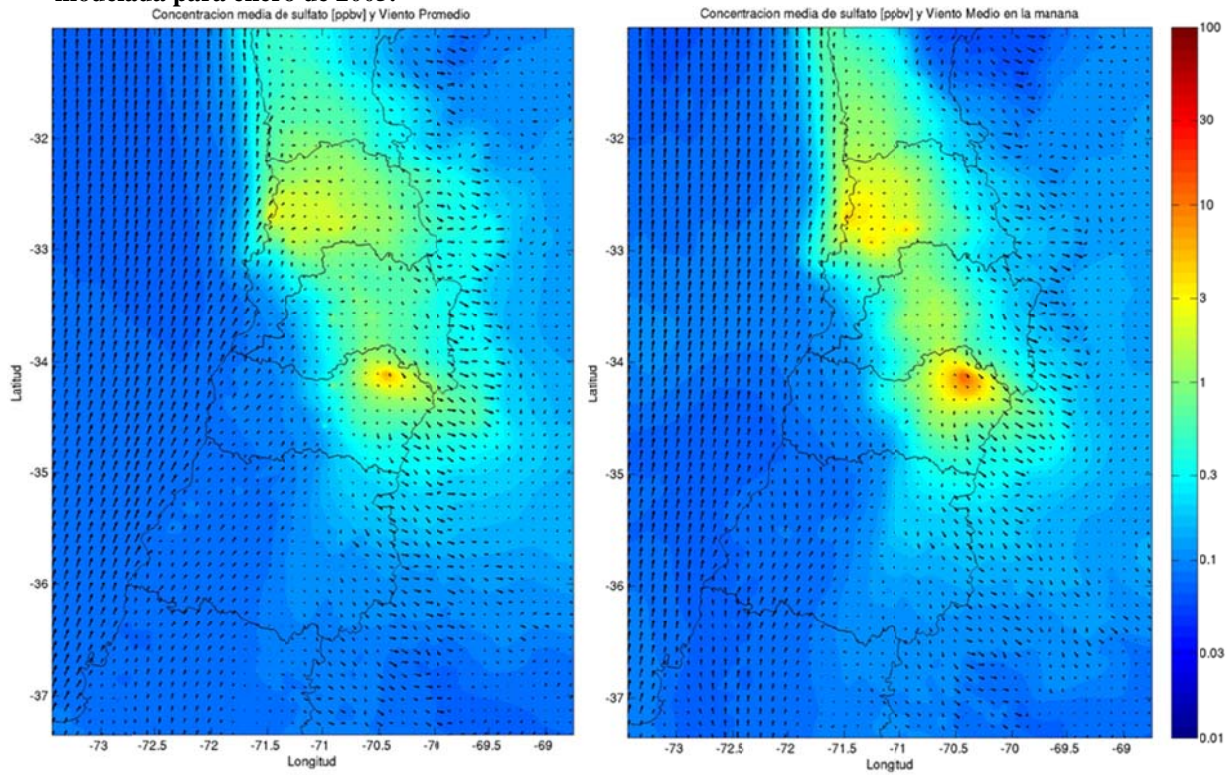 modelada para enero de
Concentracion media de sulfato [ppbv] y Viento Promedio
-32
-33
-34
-35
-36
-37
Latitud
-73 -72.5 -72 -71.5 -71 -70.5 -70 -69.5 -69
Longitud
Concentracion media de sulfato [ppbv] y Viento Medio en la manana
-32
-33
-34
-35
-36
-37
Latitud
-73 -72.5 -72 -71.5 -71 -70.5 -70 -69.5 -69
Longitud
100
30
10
3
1
0.3
0.1
0.03
0.01